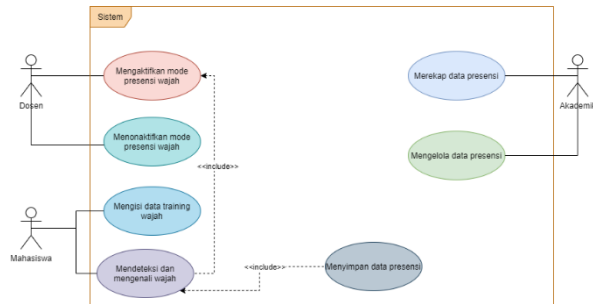 Sistem
Mengaktifkan mode
presensi wajah
Merekap data presensi
Dosen
Akademik
Menonaktifkan mode
presensi wajah
Mengelola data presensi
<<include>>
Mengisi data training
wajah
Mahasiswa
Mendeteksi dan
mengenali wajah
<<include>>
Menyimpan data presensi